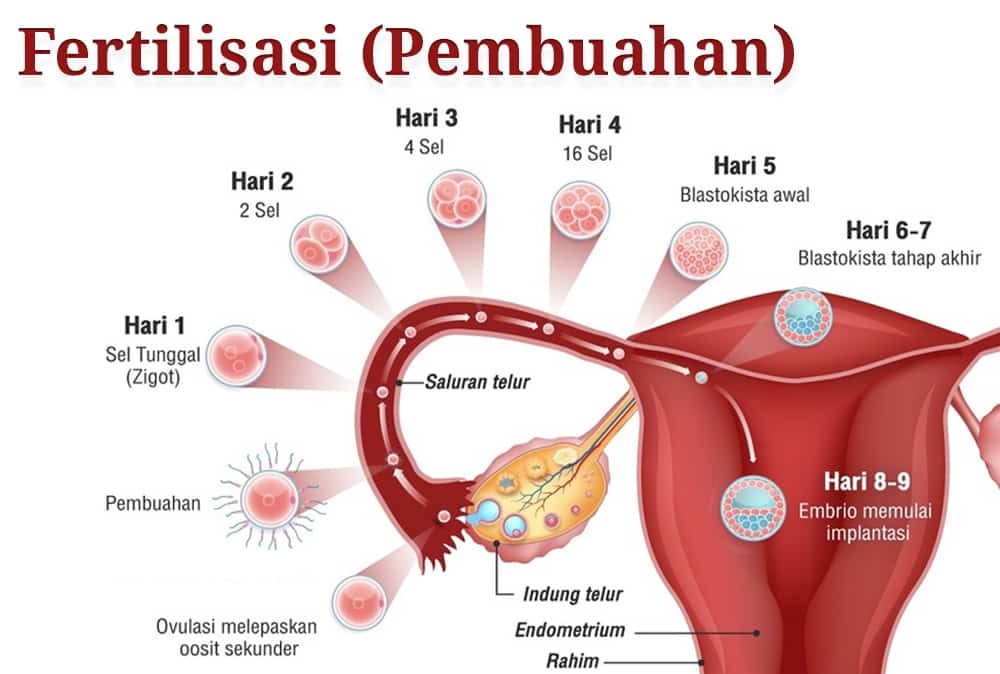 Fertilisasi (Pembuahan)
Hari 3
4 Sel
Hari 4
16 Sel
Hari 5
Blastokista awal
Hari 2
2 Sel
Hari 6-7
Blastokista tahap akhir
Hari 1
Sel Tunggal
(Zigot)
Saluran telur
Pembuahan
Hari 8-9
Embrio memulai
implantasi
Indung telur
Ovulasi melepaskan
oosit sekunder
Endometrium
Rahim